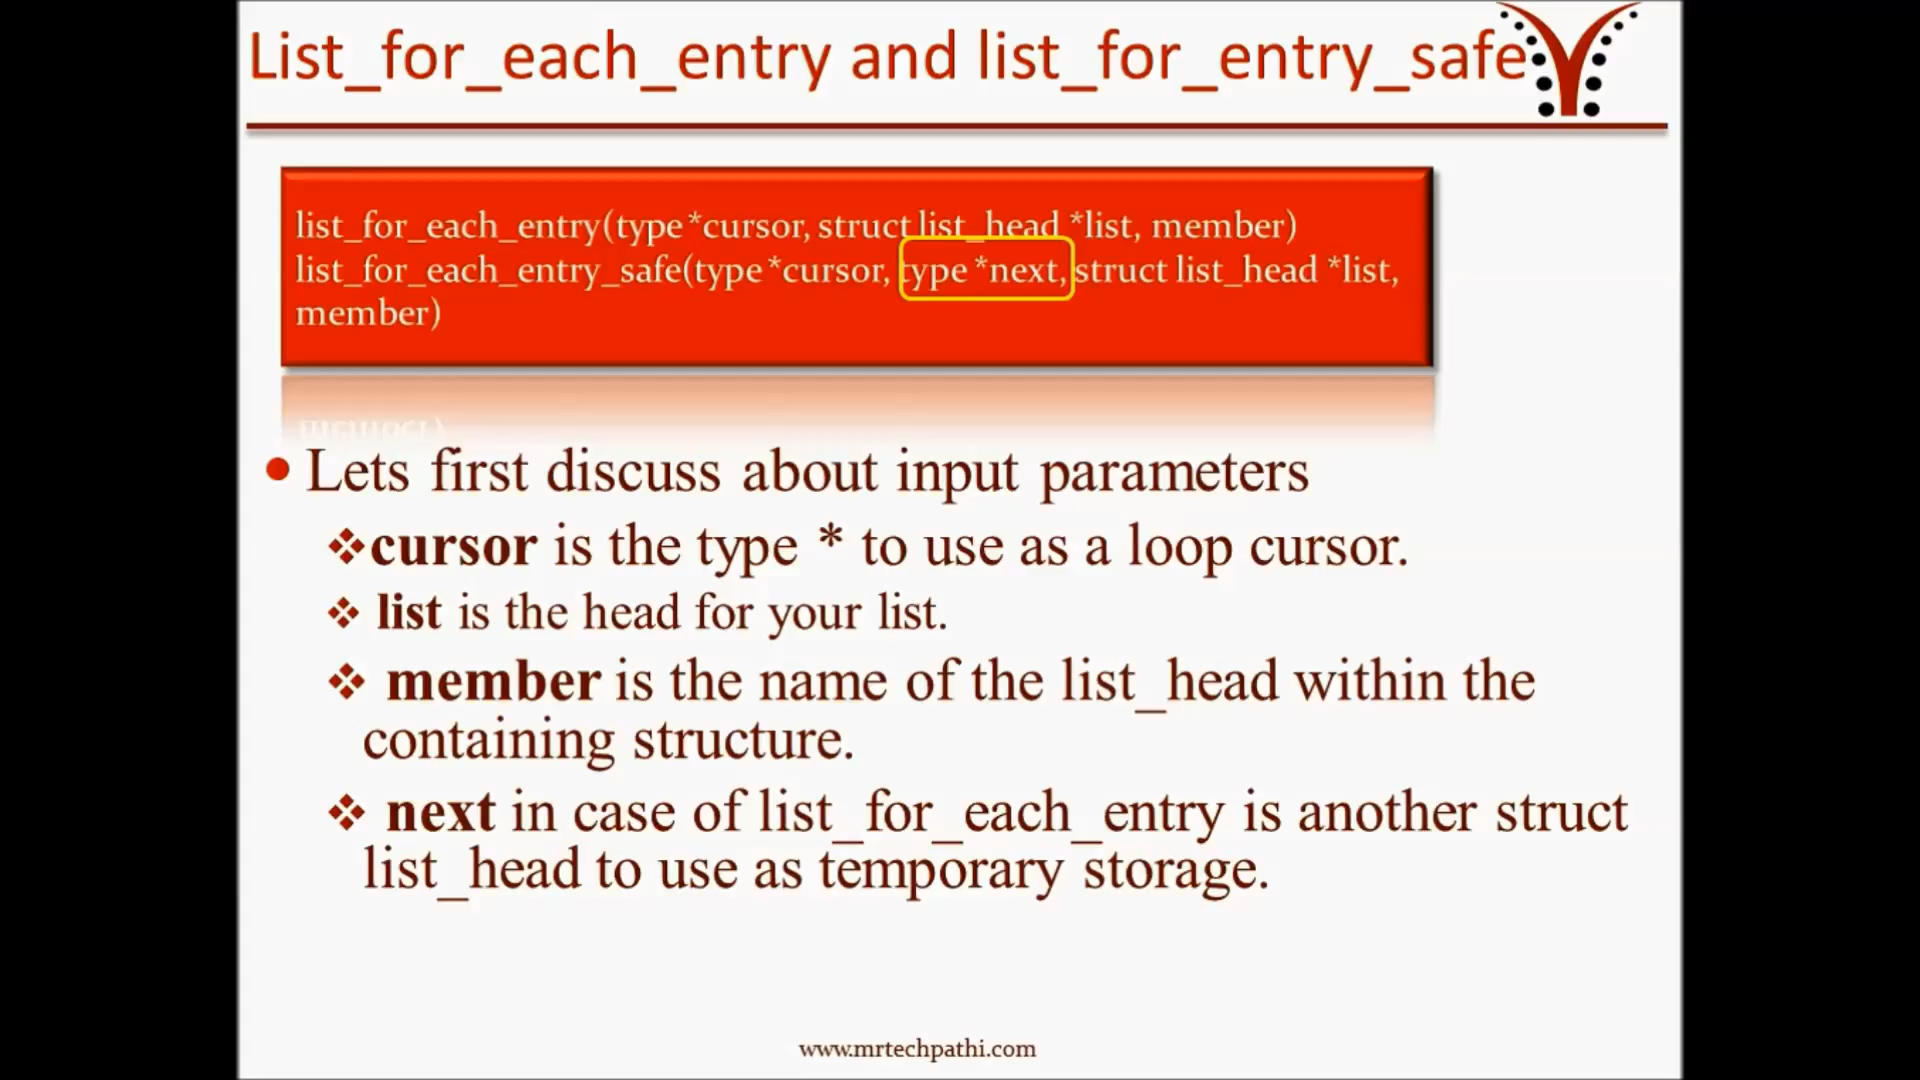 List_for_each_entry and list_for_entry_safe
list_for_each_entry(type *cursor, struct list_head *list, member)
list_for_each_entry_safe(type *cursor, type *next, struct list_head *list,
member)
Lets first discuss about input parameters
cursor is the type * to use as a loop cursor.
list is the head for your list.
member is the name of the list_head within the
containing structure.
next in case of list_for_each_entry is another struct
list_head to use as temporary storage.
www.mrtechpathi.com